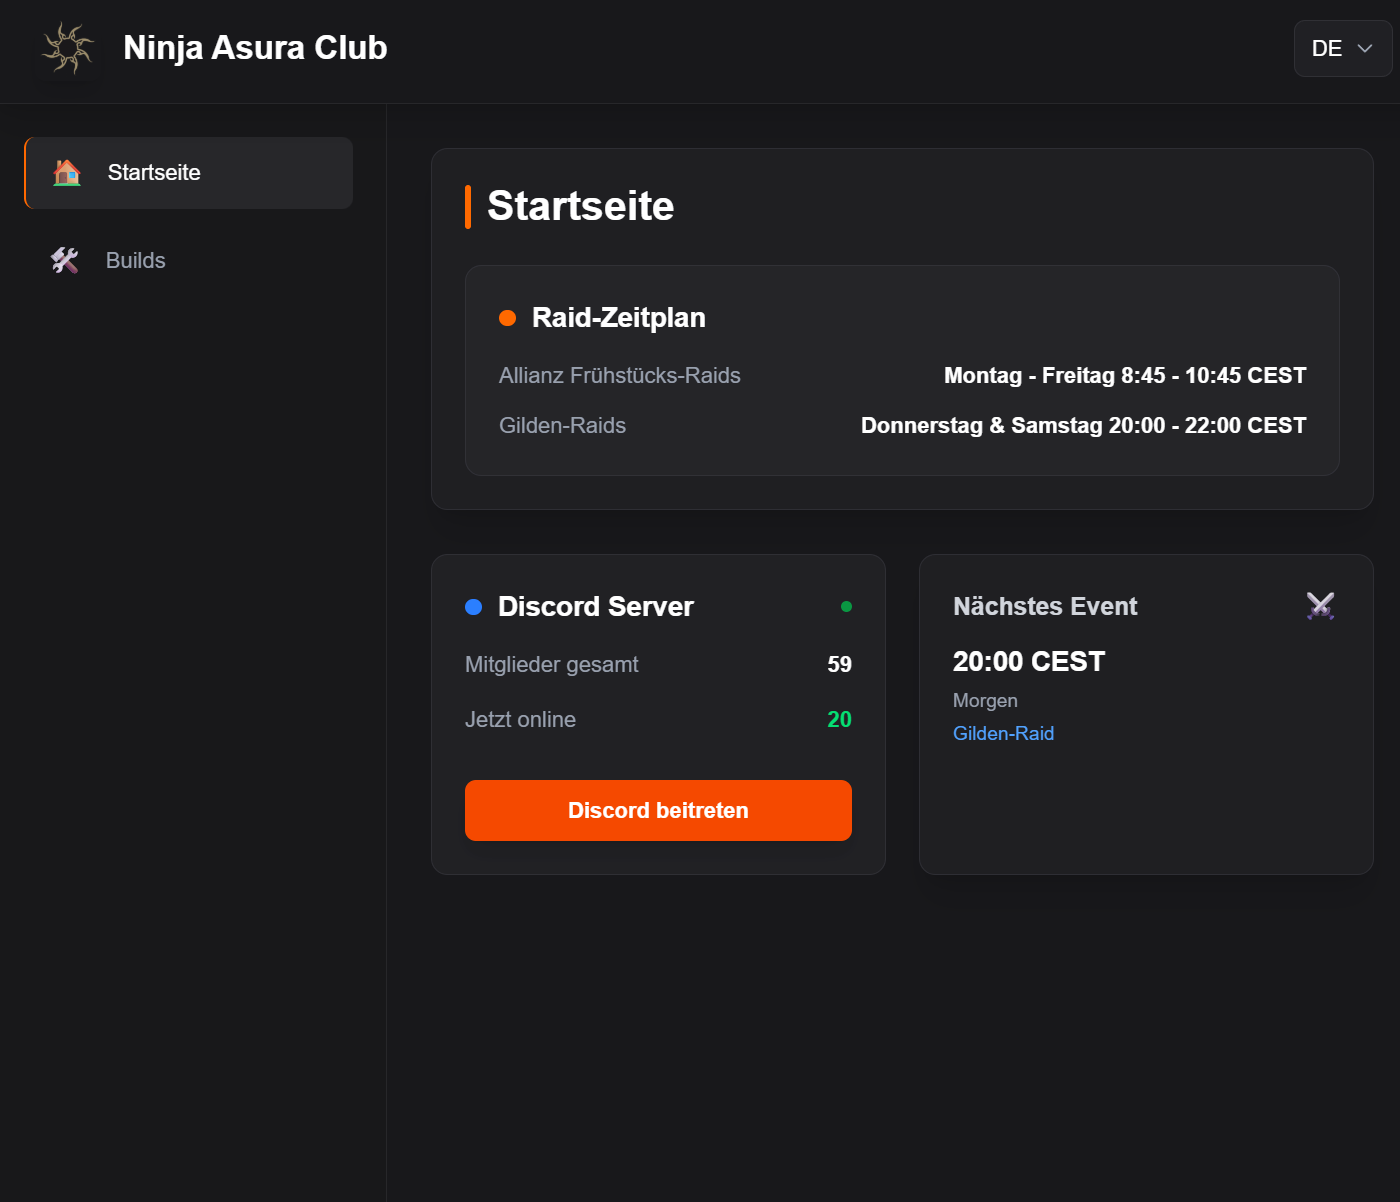 Ninja Asura Club
DE
Startseite
Builds
Startseite
Raid-Zeitplan
Allianz Frühstücks-Raids Montag - Freitag 8:45 - 10:45 CEST
Gilden-Raids Donnerstag & Samstag 20:00 - 22:00 CEST
Discord Server
Mitglieder gesamt 59
Jetzt online 20
Discord beitreten
Nächstes Event
20:00 CEST
Morgen
Gilden-Raid